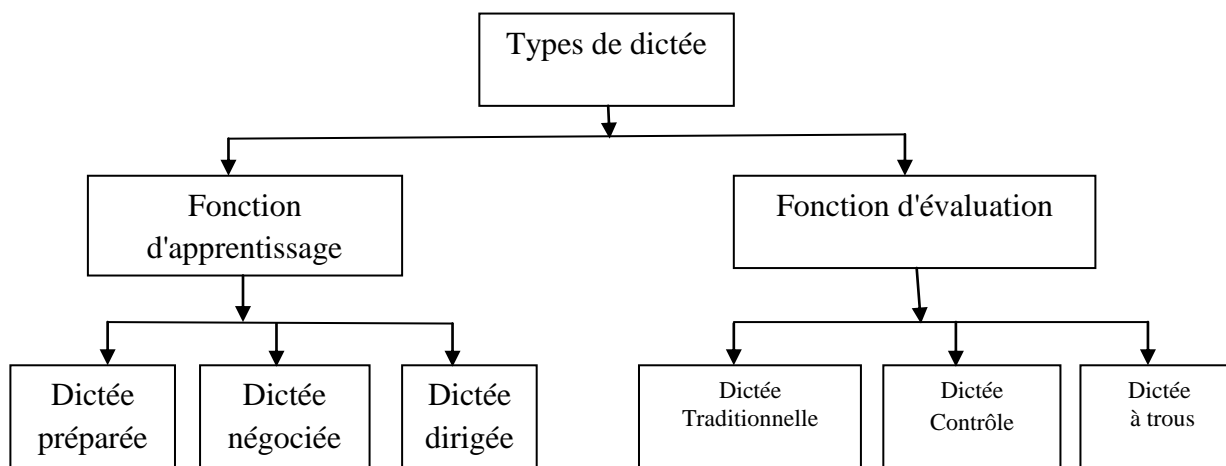 Types de dictée
Fonction
d'apprentissage
Fonction d'évaluation
Dictée
préparée
Dictée
négociée
Dictée
dirigée
Dictée
Traditionnelle
Dictée
Contrôle
Dictée
à trous